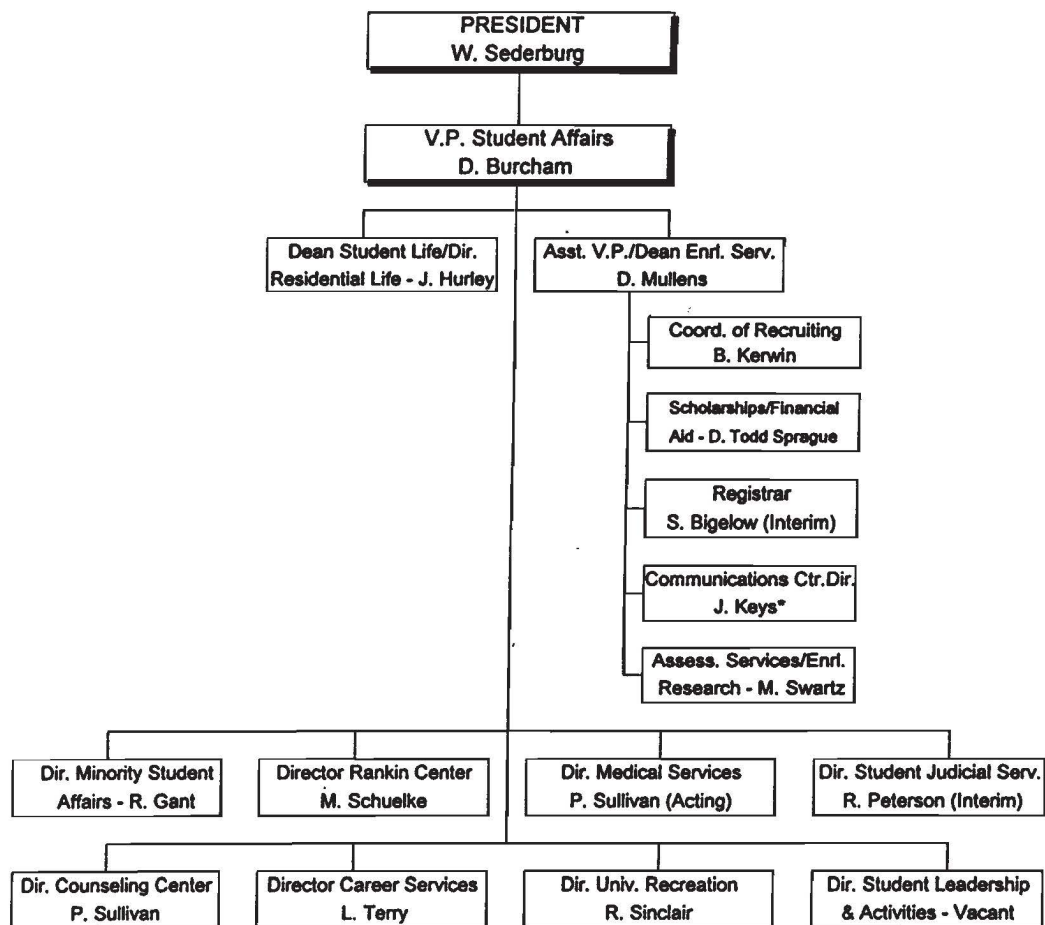 PRESIDENT
W. Sederburg
V.P. Student Affairs
D. Burcham
Dean Student Life/Dir.
Residential Life - J. Hurley
Asst. V.P./Dean Enrl. Serv.
D. Mullens
Coord. of Recruiting
B. Kerwin
Scholarships/Financial
Aid - D. Todd Sprague
Registrar
S. Bigelow (Interim)
Communications Ctr.Dir.
J. Keys*
Assess. Services/Enrl.
Research - M. Swartz
Dir. Minority Student
Affairs - R. Gant
Director Rankin Center
M. Schuelke
Dir. Medical Services
P. Sullivan (Acting)
Dir. Student Judicial Serv.
R. Peterson (Interim)
Dir. Counseling Center
P. Sullivan
Director Career Services
L. Terry
Dir. Univ. Recreation
R. Sinclair
Dir. Student Leadership
& Activities - Vacant